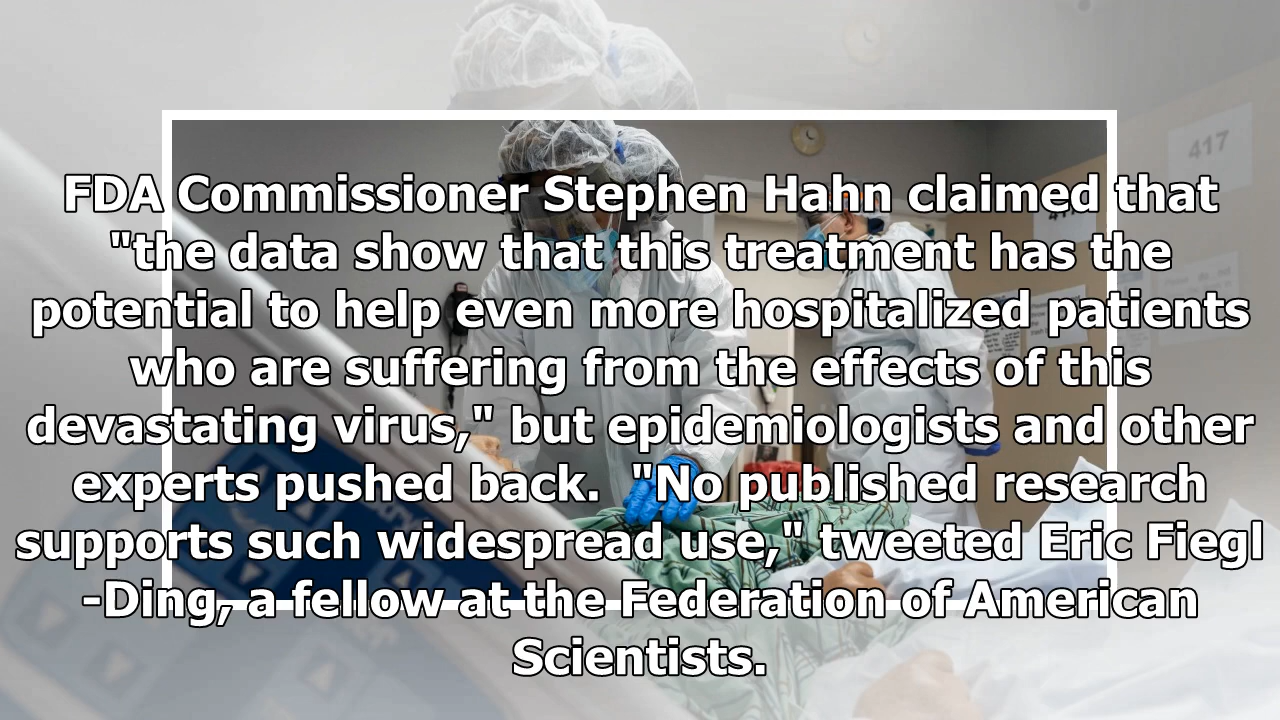 FDA Commissioner Stephen Hahn claimed that
"the data show that this treatment has the
potential to help even more hospitalized patients
who are suffering from the effects of this
devastating virus," but epidemiologists and other
experts pushed back.  "No published research
supports such widespread use," tweeted Eric Fiegl
-Ding, a fellow at the Federation of American
Scientists.
417